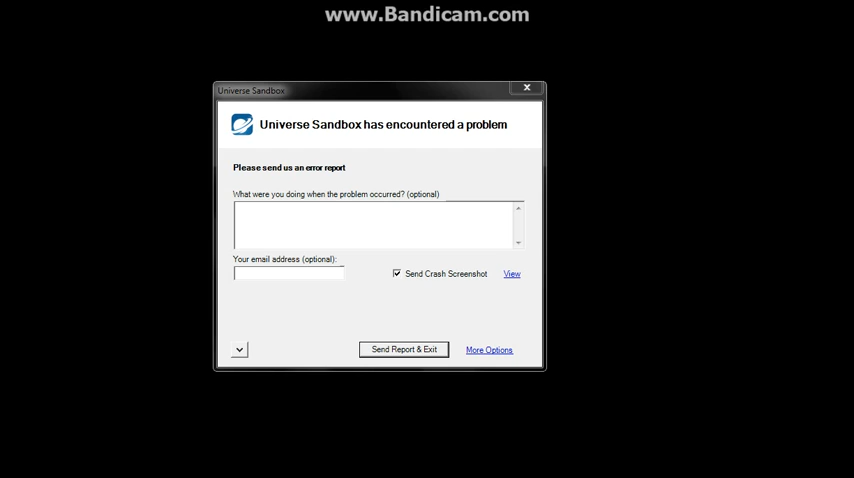 www.Bandicam.com
Universe Sandbox
Universe Sandbox has encountered a problem
Please send us an error report
What were you doing when the problem occurred? (optional)
Your email address (optional):
Send Crash Screenshot View
Send Report & Exit More Options